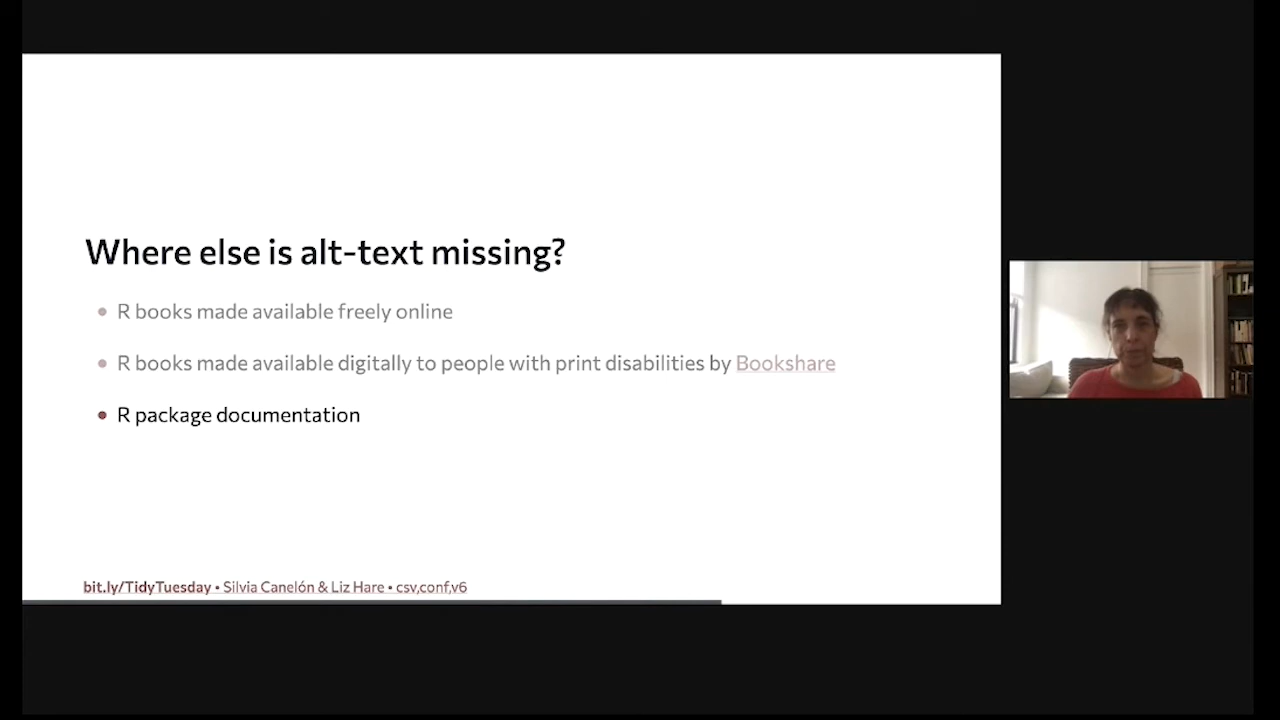 Where else is alt-text missing?
R books made available freely online
R books made available digitally to people with print disabilities by Bookshare
R package documentation
bit.ly/TidyTuesday • Silvia Canelón & Liz Hare • csv,conf,v6